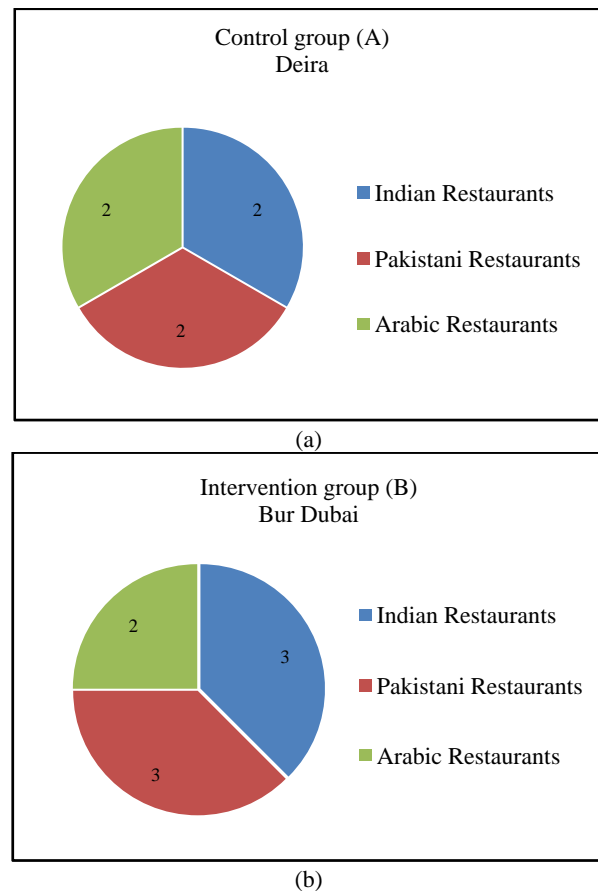 Control group (A)
Deira
2
2
2
Indian Restaurants
Pakistani Restaurants
Arabic Restaurants
(a)
Intervention group (B)
Bur Dubai
2
3
3
Indian Restaurants
Pakistani Restaurants
Arabic Restaurants
(b)